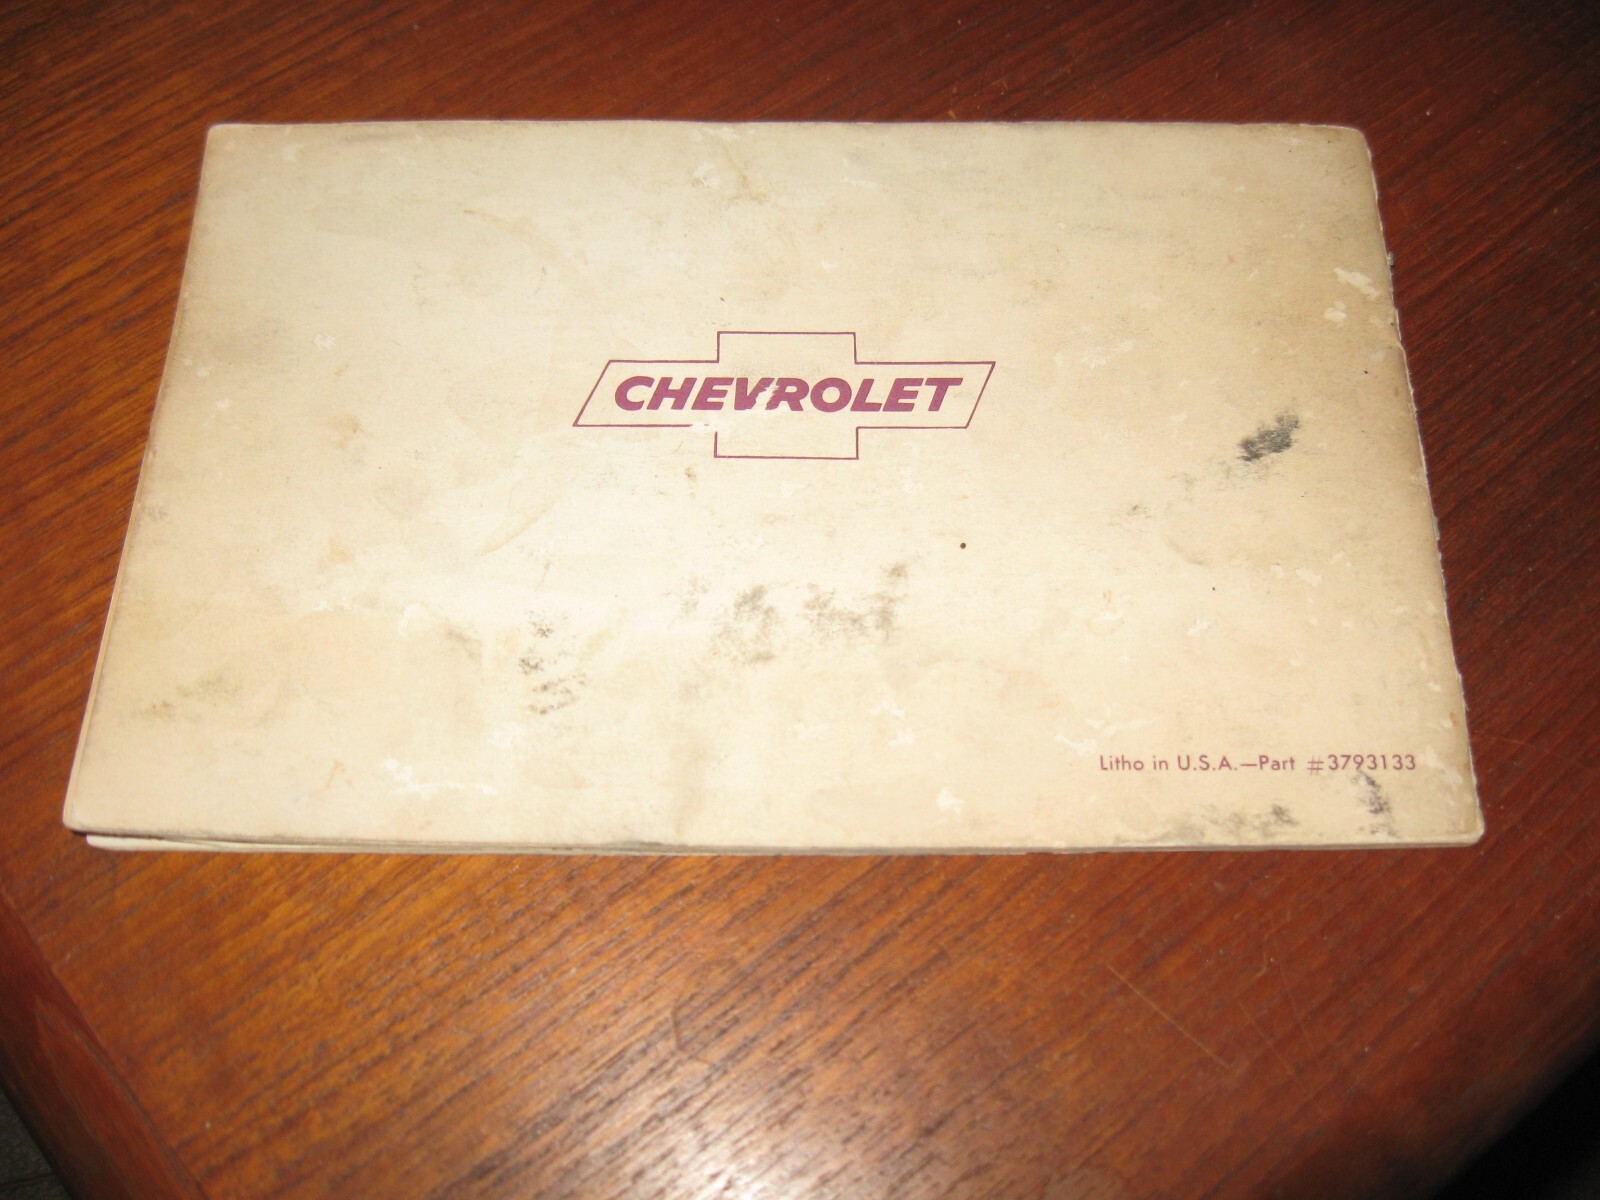 CHEVROLET
Litho in U.S.A.—Part #3793133